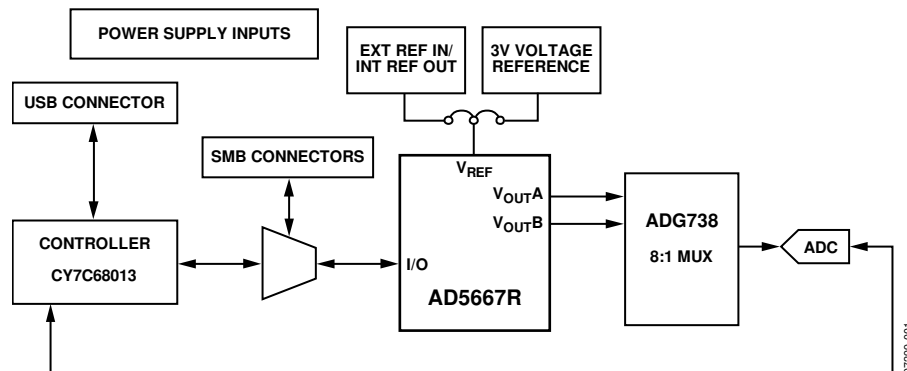 POWER SUPPLY INPUTS
EXT REF IN/
INT REF OUT
3V VOLTAGE
REFERENCE
USB CONNECTOR
SMB CONNECTORS
VREF
VOUTA
VOUTB
ADG738
8:1 MUX
CONTROLLER
CY7C68013
I/O
AD5667R
ADC